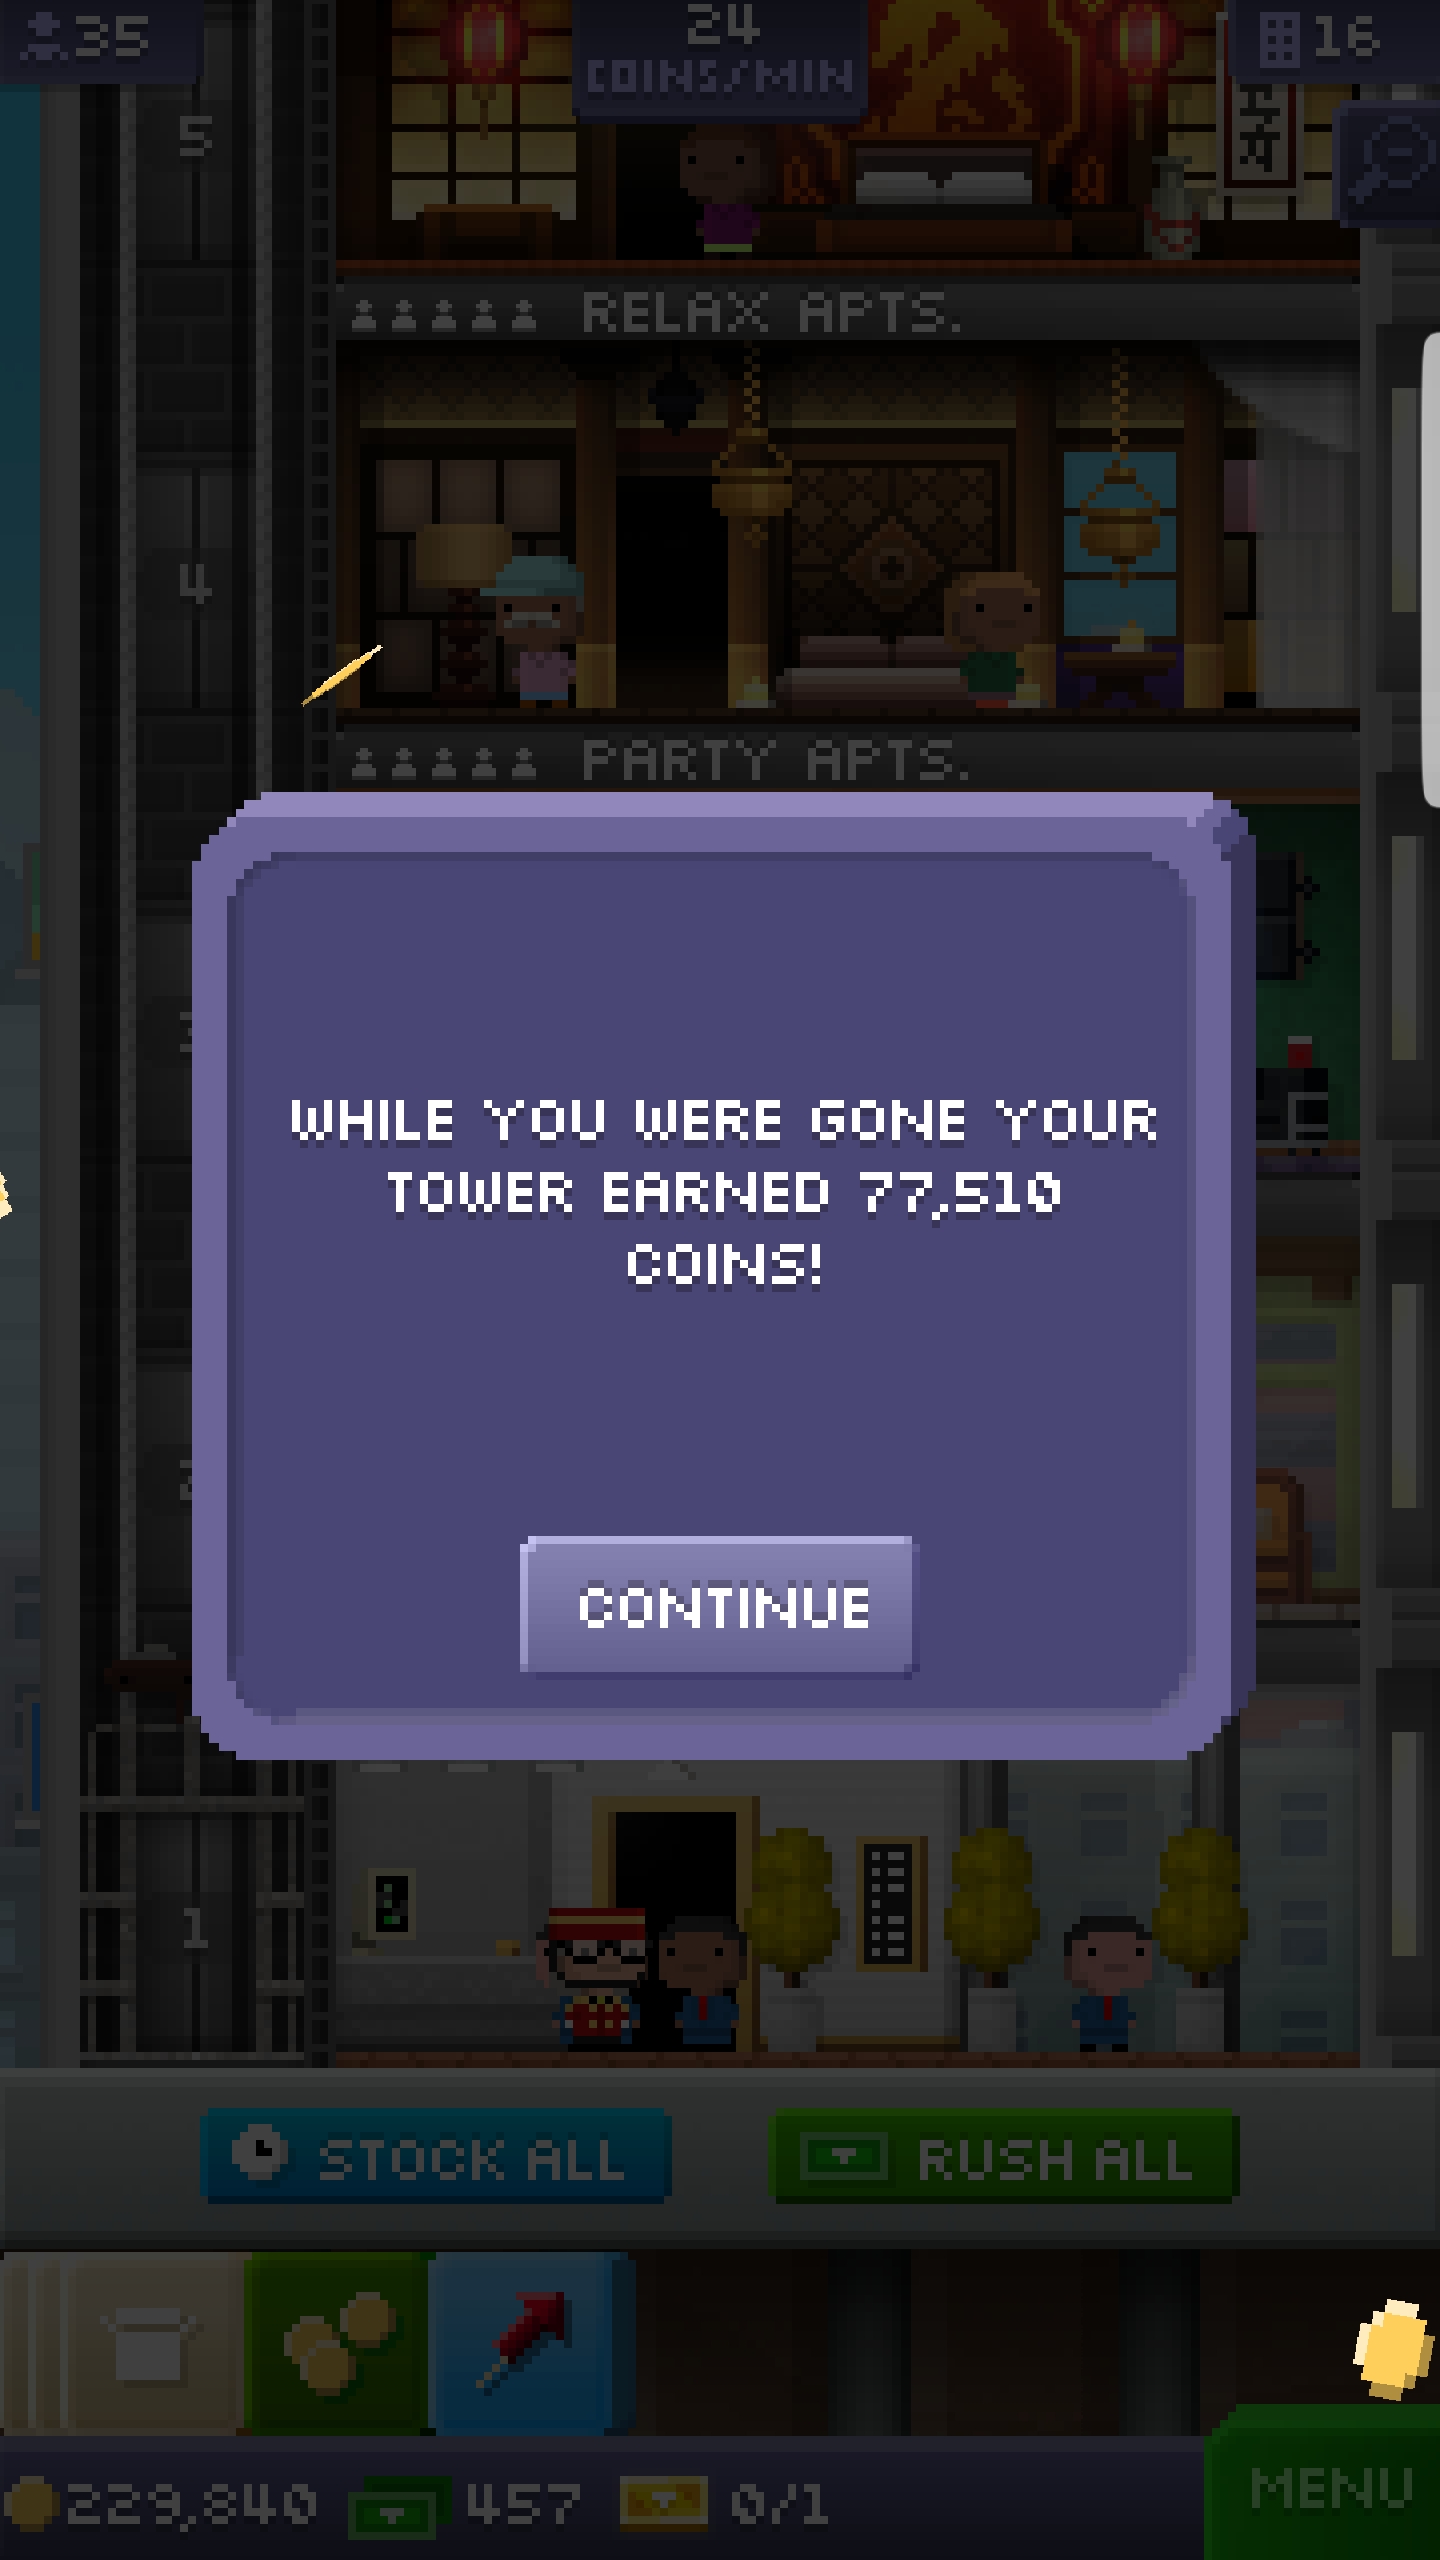 35
24
COINS/MIN
16
5
RELAX APTS.
4
PARTY APTS.
WHILE YOU WERE GONE YOUR
TOWER EARNED 77,510
COINS!
CONTINUE
1
STOCK ALL
RUSH ALL
229,840
457
0/1
MENU